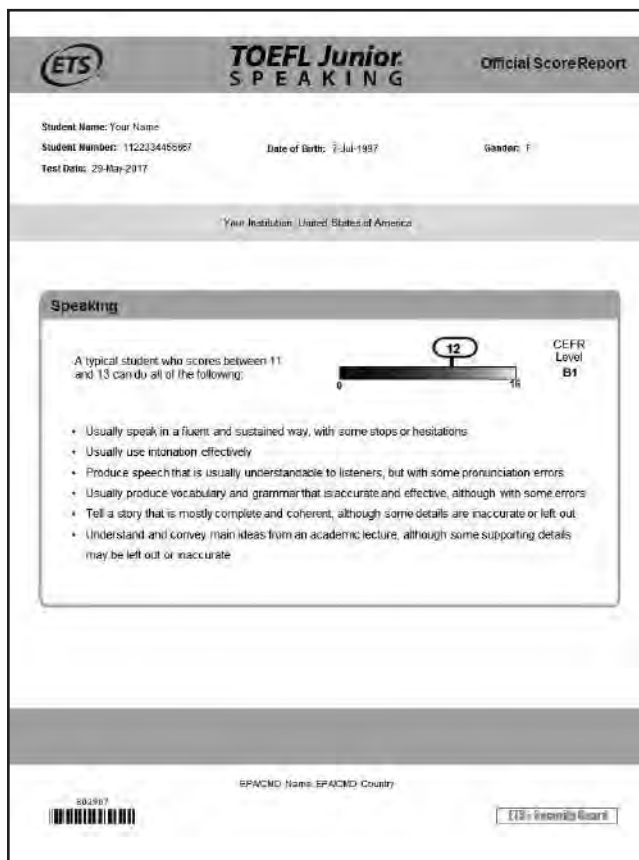 ETS
TOEFL Junior
SPEAKING
Official Score Report
Student Name: Your Name
Student Number:
Date of Birth: 7-Jul-1997
Gender: F
Test Date: 29-May-2017
Your Institution, United States of America
Speaking
A typical student who scores between 11
and 13 can do all of the following:
12
0
16
CEFR
Level
B1
• Usually speak in a fluent and sustained way, with some stops or hesitations
• Usually use intonation effectively
• Produce speech that is usually understandable to listeners, but with some pronunciation errors
• Usually produce vocabulary and grammar that is accurate and effective, although with some errors
• Tell a story that is mostly complete and coherent, although some details are inaccurate or left out
• Understand and convey main ideas from an academic lecture, although some supporting details
may be left out or inaccurate
EPA/CMD Name, EPA/CMD Country